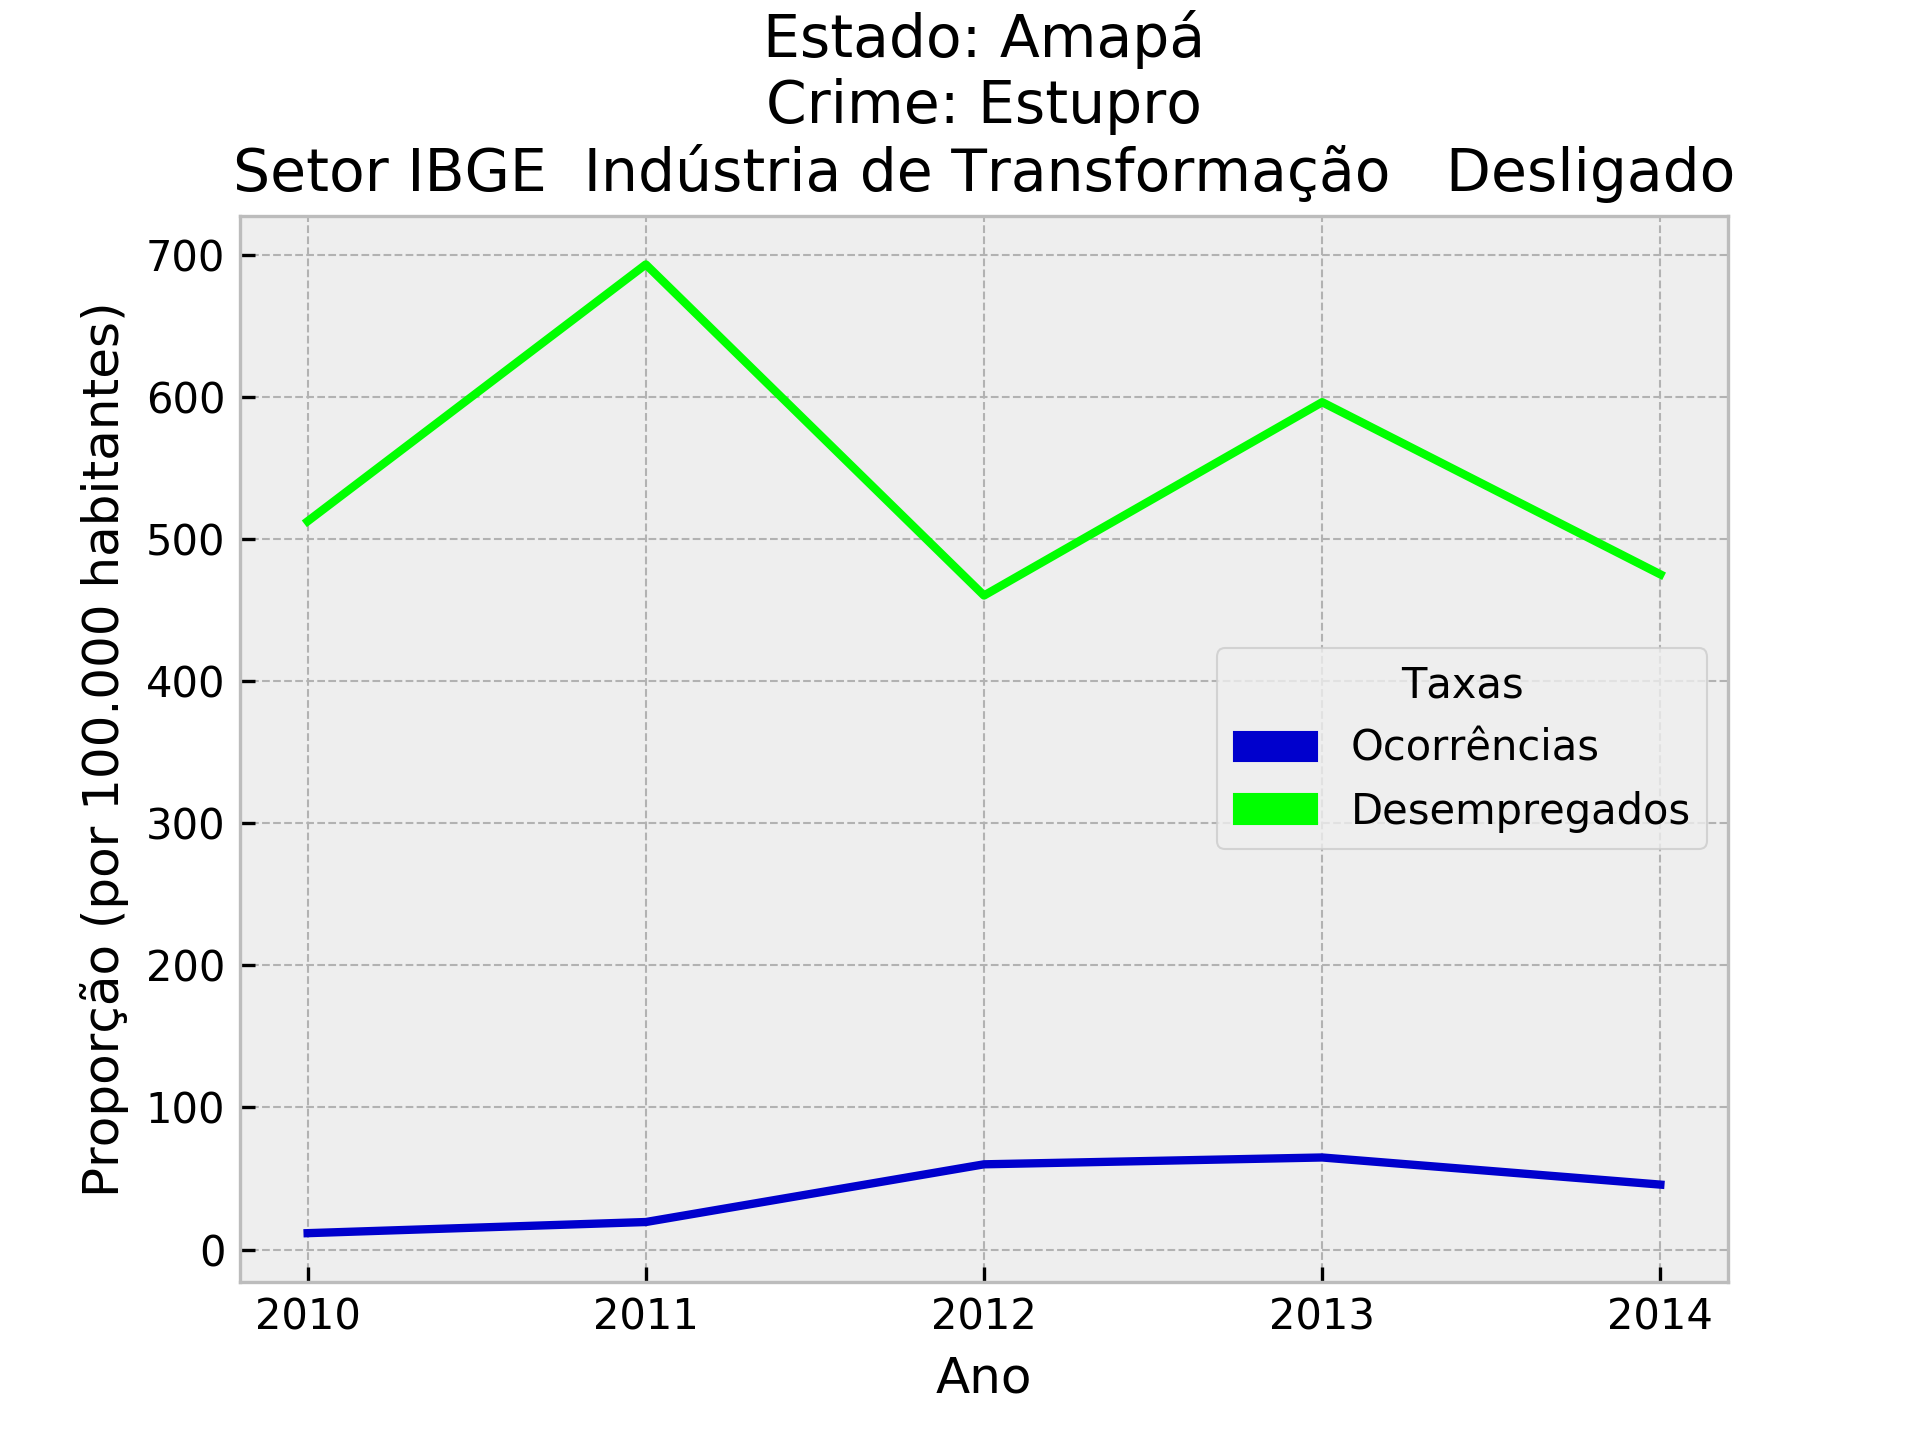 Estado: Amapá
Crime: Estupro
Setor IBGE  Indústria de Transformação   Desligado
Proporção (por 100.000 habitantes)
700
600
500
400
300
200
100
0
Taxas
Ocorrências
Desempregados
2010 2011 2012 2013 2014
Ano